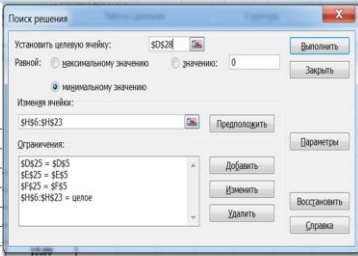 Поиск решения
Установить целевую ячейку: $D$28
Выполнить
Равной: максимальному значению значению: 0
Закрыть
минимальному значению
Изменяя ячейки:
$H$6:$H$23
Предположить
Ограничения:
Параметры
$D$25 = $D$5
$E$25 = $E$5
$F$25 = $F$5
$H$6:$H$23 = целое
Добавить
Изменить
Удалить
Восстановить
Справка